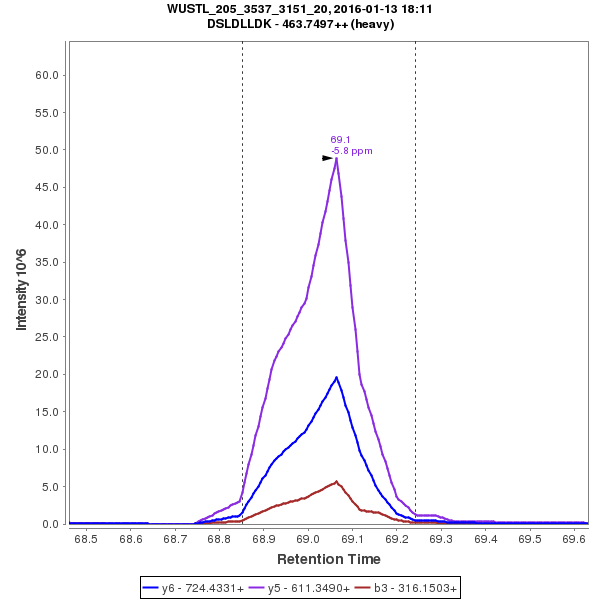 WUSTL_205_3537_3151_20, 2016-01-13 18:11
DSLDLLDK - 463.7497++ (heavy)
60.0
55.0
50.0
45.0
40.0
35.0
30.0
25.0
20.0
15.0
10.0
5.0
0.0
Intensity 10^6
69.1
-5.8 ppm
68.5 68.6 68.7 68.8 68.9 69.0 69.1 69.2 69.3 69.4 69.5 69.6
Retention Time
y6 - 724.4331+ y5 - 611.3490+ b3 - 316.1503+